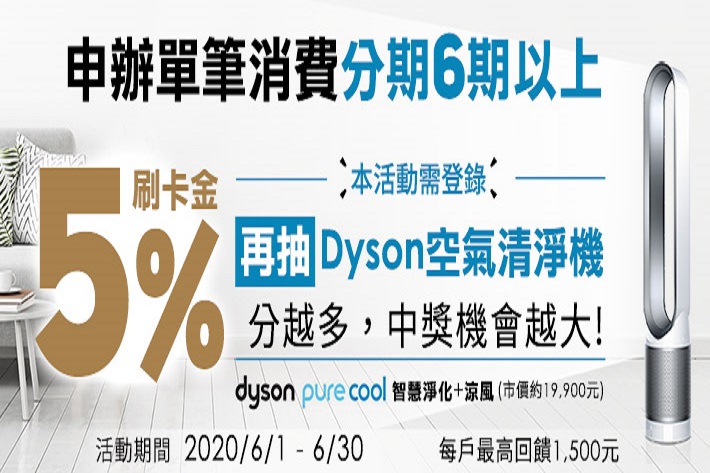 申辦單筆消費分期6期以上
5%刷卡金
本活動需登錄
再抽Dyson空氣清淨機
分越多，中獎機會越大!
dyson pure cool 智慧淨化+涼風(市價約19,900元)
活動期間 2020/6/1 - 6/30 每戶最高回饋1,500元